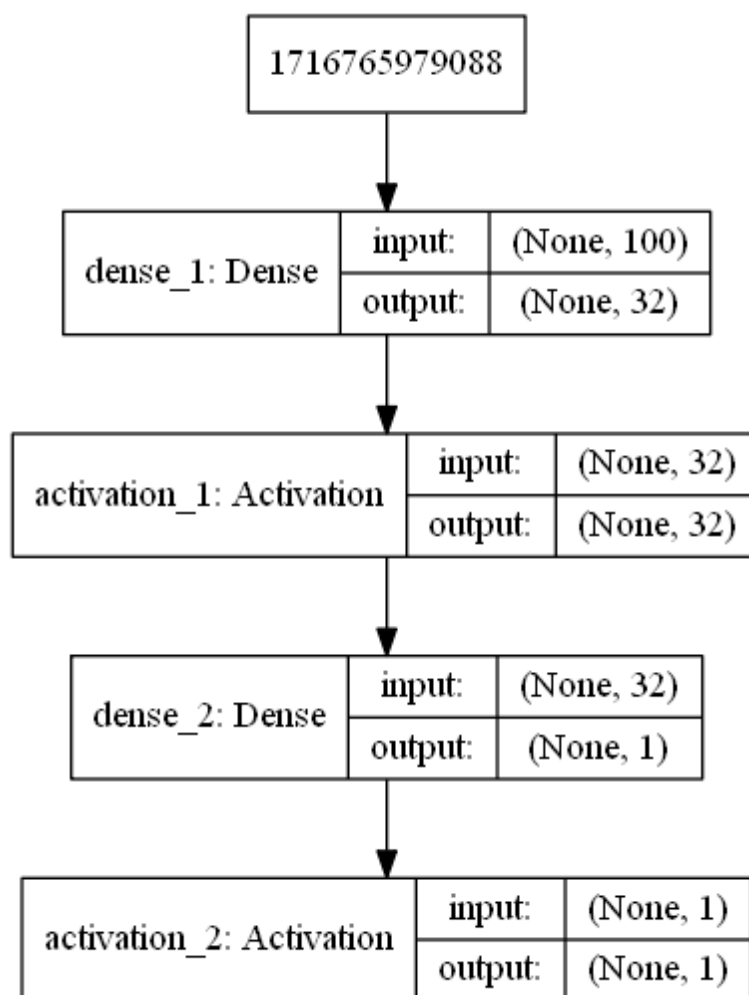 1716765979088
dense_1: Dense
input: (None, 100)
output: (None, 32)
activation_1: Activation
input: (None, 32)
output: (None, 32)
dense_2: Dense
input: (None, 32)
output: (None, 1)
activation_2: Activation
input: (None, 1)
output: (None, 1)